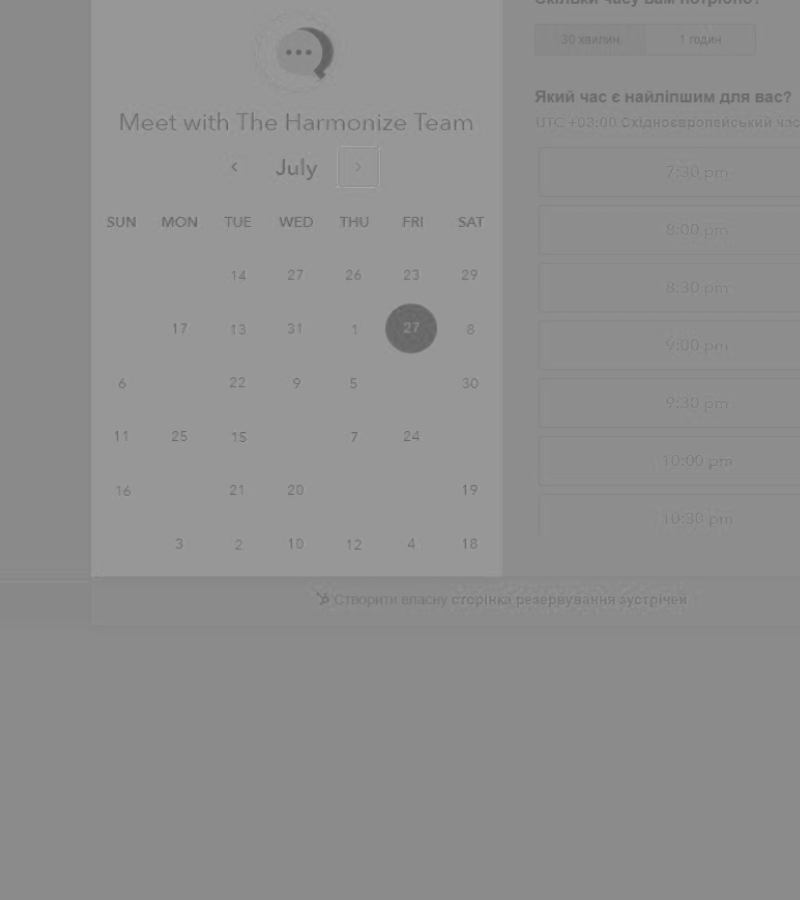 Скільки часу вам потрібно?
30 хвилин 1 годин
Який час є найліпшим для вас?
UTC +03:00 Східноєвропейський час
Meet with The Harmonize Team
July
SUN MON TUE WED THU FRI SAT
14 27 26 23 29
17 13 31 1 27 8
6 22 9 5 30
11 25 15 7 24
16 21 20 19
3 2 10 12 4 18
7:30 pm
8:00 pm
8:30 pm
9:00 pm
9:30 pm
10:00 pm
10:30 pm
Створити власну сторінка резервування зустрічей